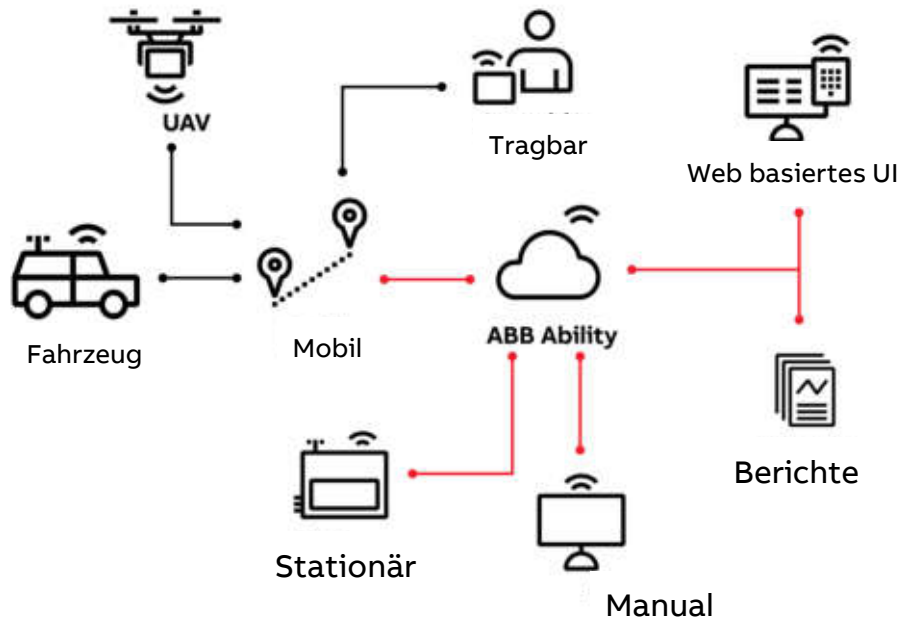 UAV
Tragbar
Web basiertes UI
Fahrzeug
Mobil
ABB Ability
Berichte
Stationär
Manual